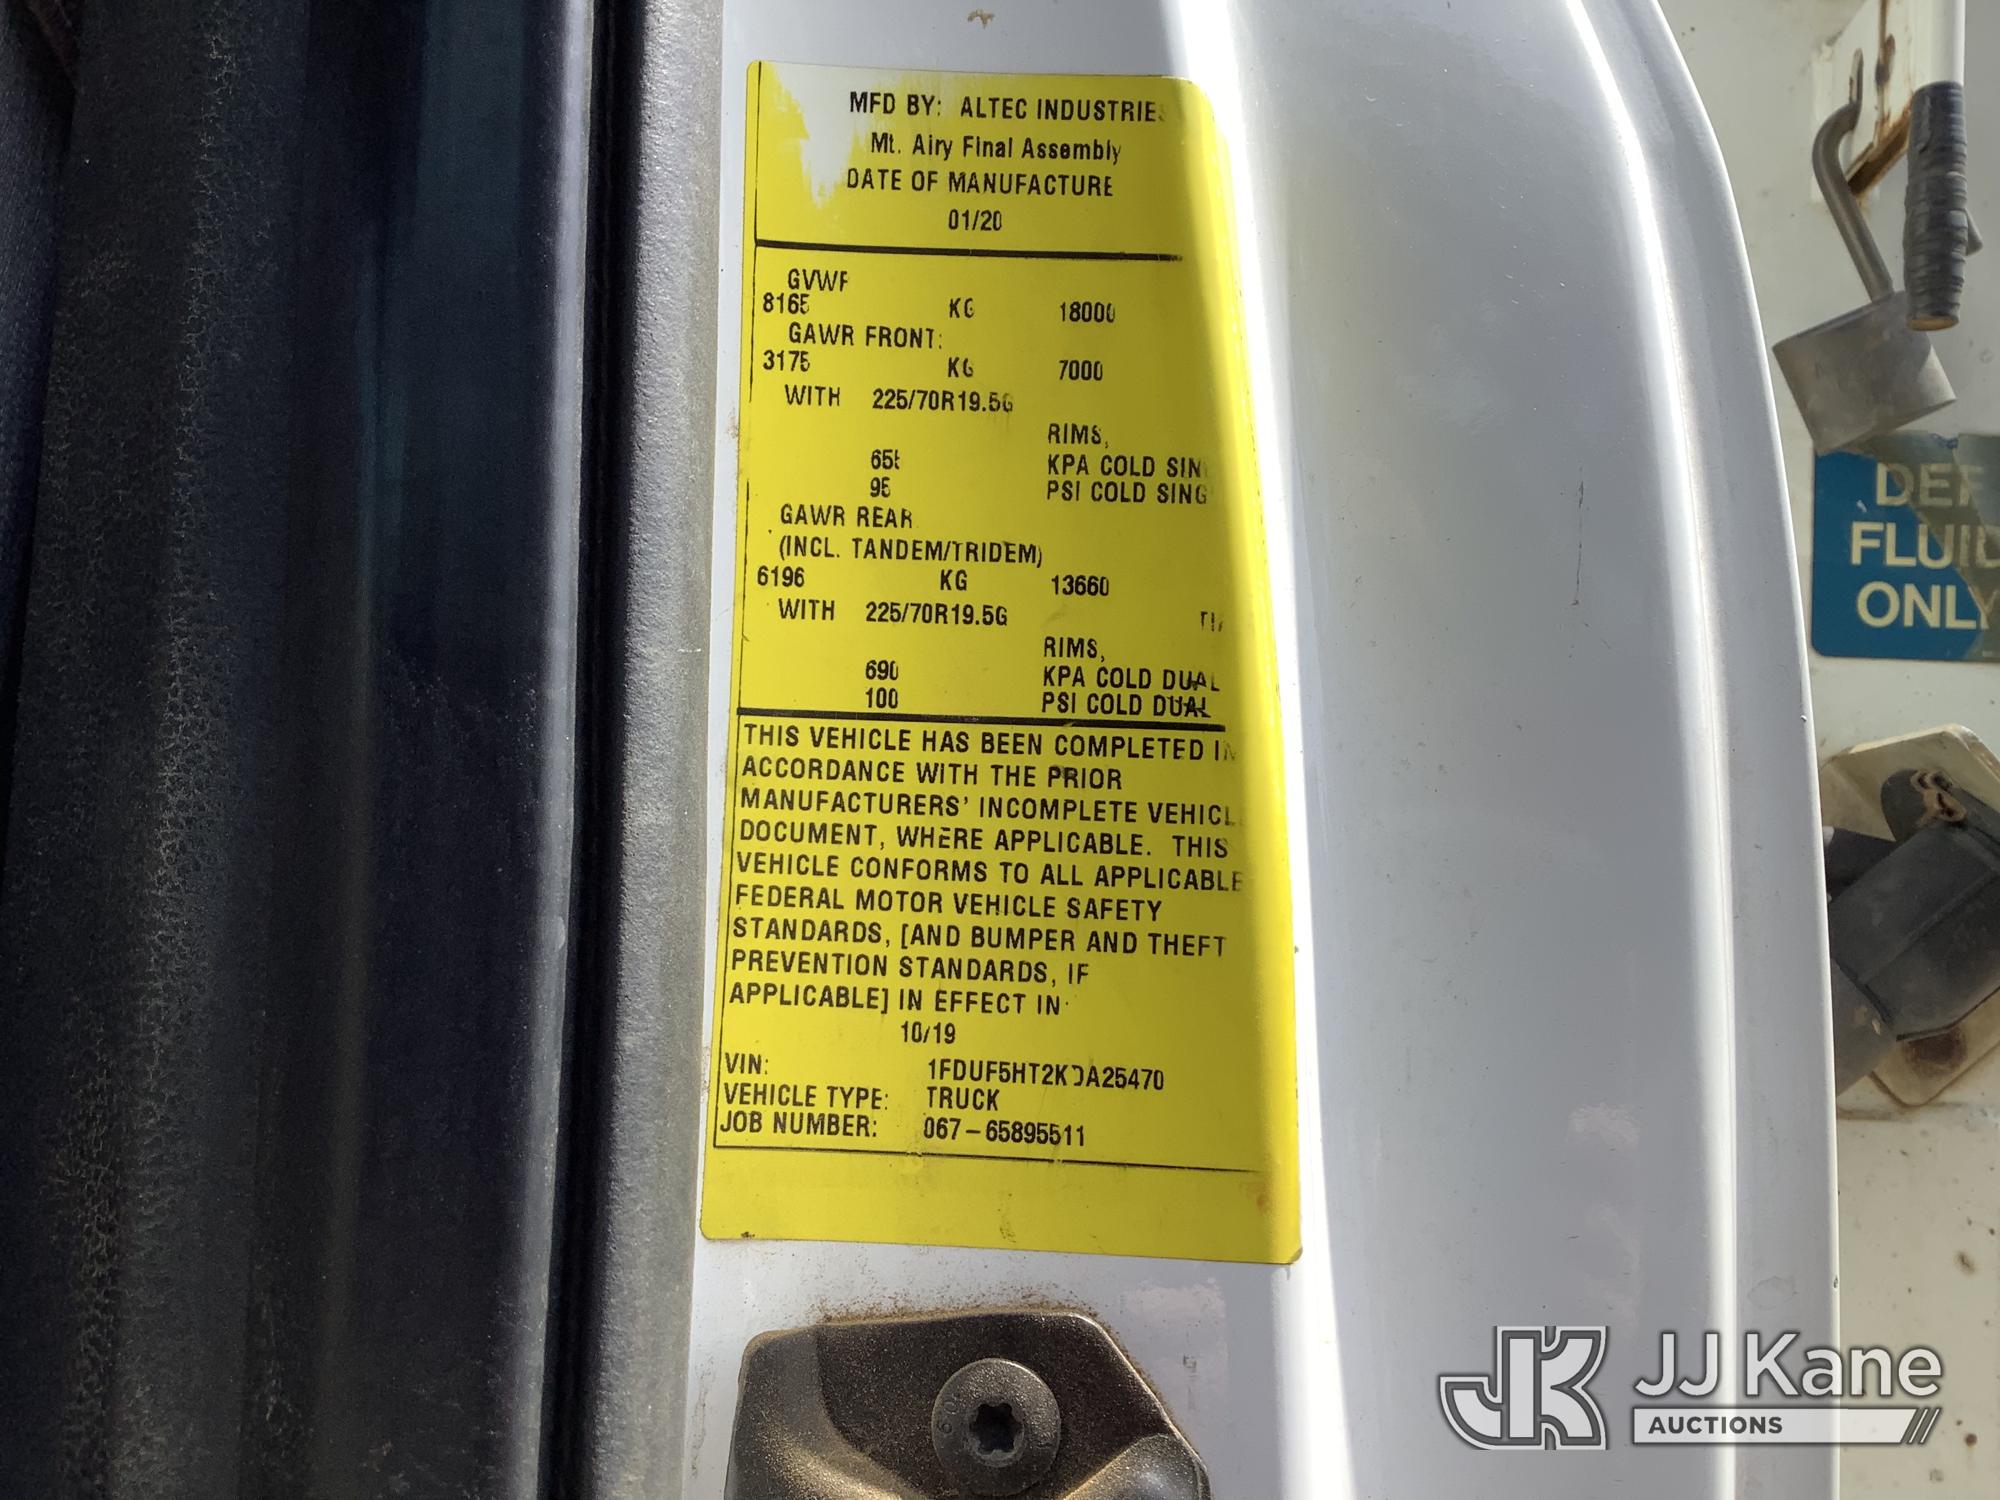 MFD BY: ALTEC INDUSTRIES
Mt. Airy Final Assembly
DATE OF MANUFACTURE
01/20
GVWR
8165 KG 18000
GAWR FRONT:
3175 KG 7000
WITH 225/70R19.5G
RIMS,
655 KPA COLD
95 PSI COLD SING
GAWR REAR
(INCL. TANDEM/TRIDEM)
6196 KG 13660
WITH 225/70R19.5G
RIMS,
690 KPA COLD DUAL
100 PSI COLD DUAL
THIS VEHICLE HAS BEEN COMPLETED IN
ACCORDANCE WITH THE PRIOR
MANUFACTURERS' INCOMPLETE VEHICL
DOCUMENT, WHERE APPLICABLE. THIS
VEHICLE CONFORMS TO ALL APPLICABLE
FEDERAL MOTOR VEHICLE SAFETY
STANDARDS, [AND BUMPER AND THEFT
PREVENTION STANDARDS, IF
APPLICABLE] IN EFFECT IN:
10/19
VIN: 1FDUF5HT2KDA25470
VEHICLE TYPE: TRUCK
JOB NUMBER: 067-65895511
DEF
FLUID
ONLY
JK JJ Kane
AUCTIONS